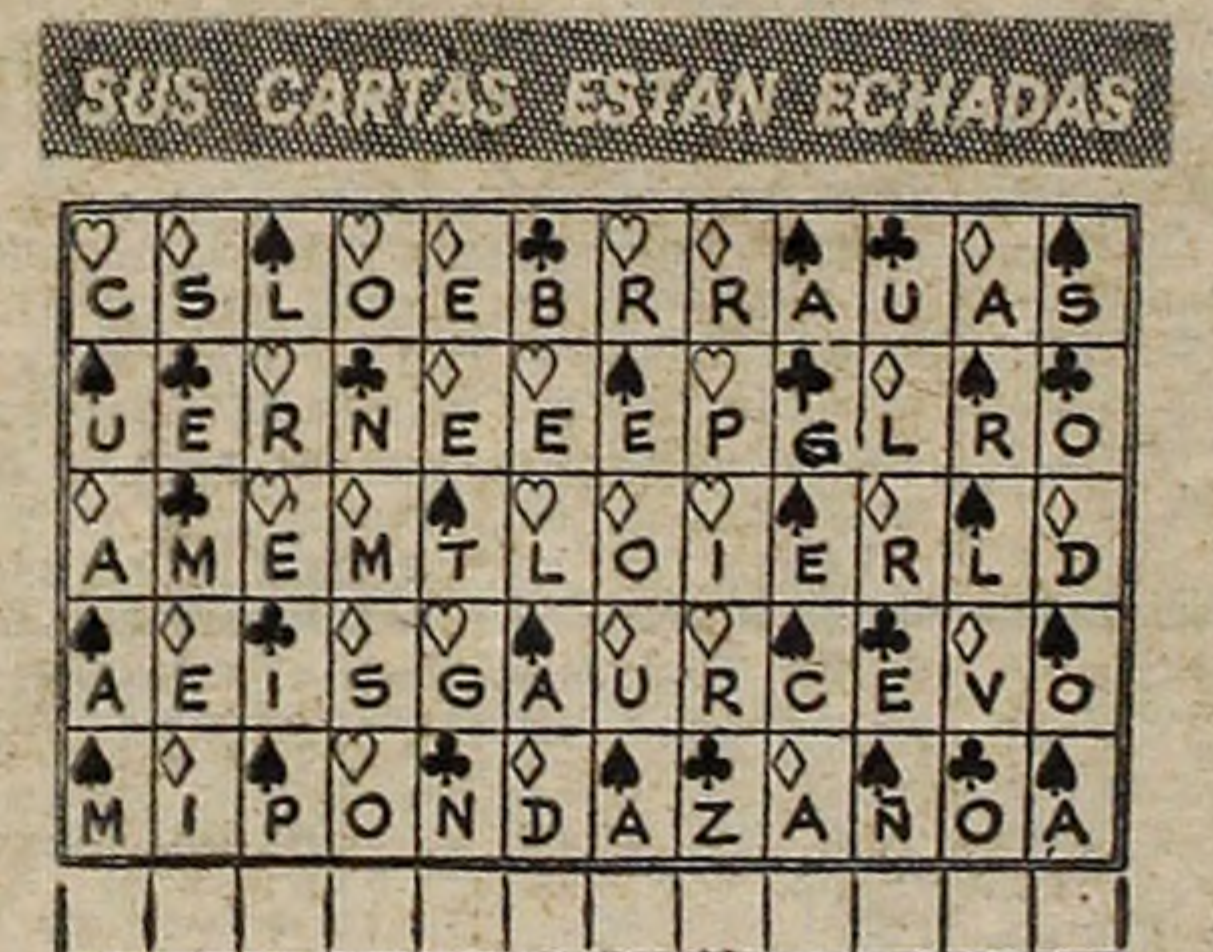 SUS CARTAS ESTAN ECHADAS
♡ ♢ ♠ ♡ ♢ ♣ ♡ ♢ ♠ ♣ ♢ ♠
C S L O E B R R A U A S
♠ ♣ ♡ ♣ ♢ ♡ ♠ ♡ ♣ ♢ ♠ ♣
U E R N E E E P G L R O
♢ ♣ ♡ ♢ ♠ ♡ ♢ ♡ ♠ ♢ ♠ ♢
A M E M T L O I E R L D
♠ ♢ ♣ ♢ ♡ ♠ ♢ ♡ ♠ ♣ ♢ ♠
A E I S G A U R C E V O
♠ ♢ ♠ ♡ ♣ ♢ ♠ ♣ ♢ ♠ ♣ ♠
M I P O N D A Z A Ñ O A